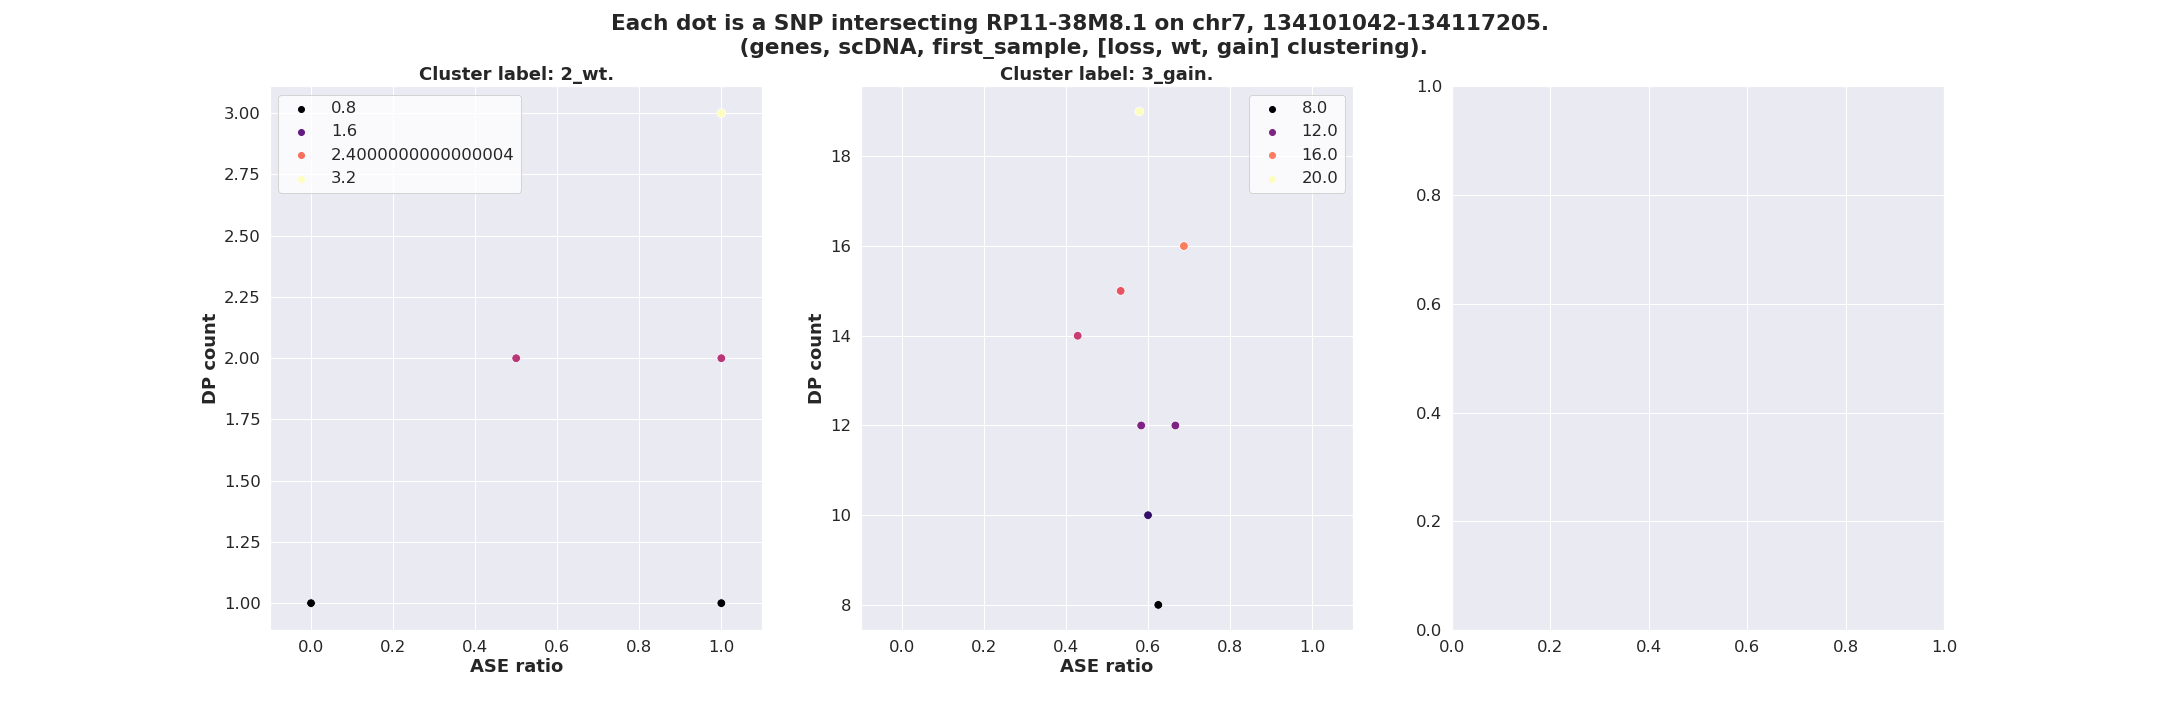 Each dot is a SNP intersecting RP11-38M8.1 on chr7, 134101042-134117205.
(genes, scDNA, first_sample, [loss, wt, gain] clustering).
Cluster label: 2_wt.
0.8
1.6
2.4000000000000004
3.2
DP count
3.00
2.75
2.50
2.25
2.00
1.75
1.50
1.25
1.00
0.0 0.2 0.4 0.6 0.8 1.0
ASE ratio
Cluster label: 3_gain.
8.0
12.0
16.0
20.0
DP count
18
16
14
12
10
8
0.0 0.2 0.4 0.6 0.8 1.0
ASE ratio
1.0
0.8
0.6
0.4
0.2
0.0
0.0 0.2 0.4 0.6 0.8 1.0